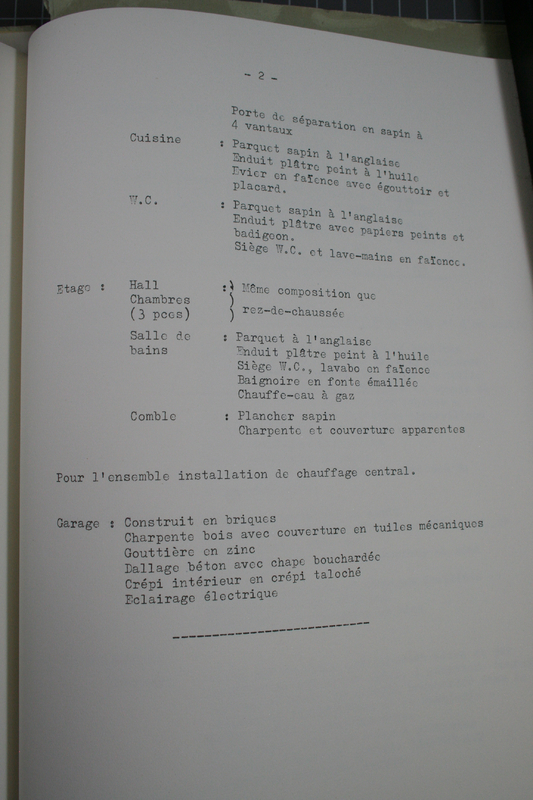 - 2 -
Porte de séparation en sapin à
4 vantaux
Cuisine : Parquet sapin à l'anglaise
Enduit plâtre peint à l'huile
Evier en faïence avec égouttoir et
placard.
W.C. : Parquet sapin à l'anglaise
Enduit plâtre avec papiers peints et
badigeon.
Siège W.C. et lave-mains en faïence.
Etage : Hall :) Même composition que
Chambres )
(3 pces) ) rez-de-chaussée
Salle de : Parquet à l'anglaise
bains Enduit plâtre peint à l'huile
Siège W.C., lavabo en faïence
Baignoire en fonte émaillée
Chauffe-eau à gaz
Comble : Plancher sapin
Charpente et couverture apparentes
Pour l'ensemble installation de chauffage central.
Garage : Construit en briques
Charpente bois avec couverture en tuiles mécaniques
Gouttière en zinc
Dallage béton avec chape bouchardée
Crépi intérieur en crépi taloché
Eclairage électrique